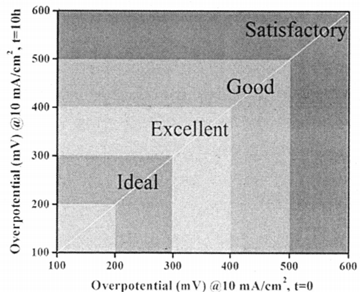 Overpotential (mV) @10 mA/cm², t=10h
600
500
400
300
200
100
Satisfactory
Good
Excellent
Ideal
100 200 300 400 500 600
Overpotential (mV) @10 mA/cm², t=0